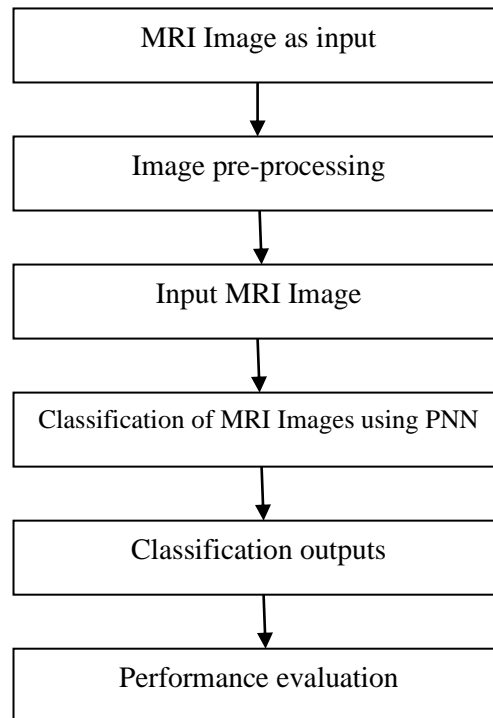 MRI Image as input
Image pre-processing
Input MRI Image
Classification of MRI Images using PNN
Classification outputs
Performance evaluation